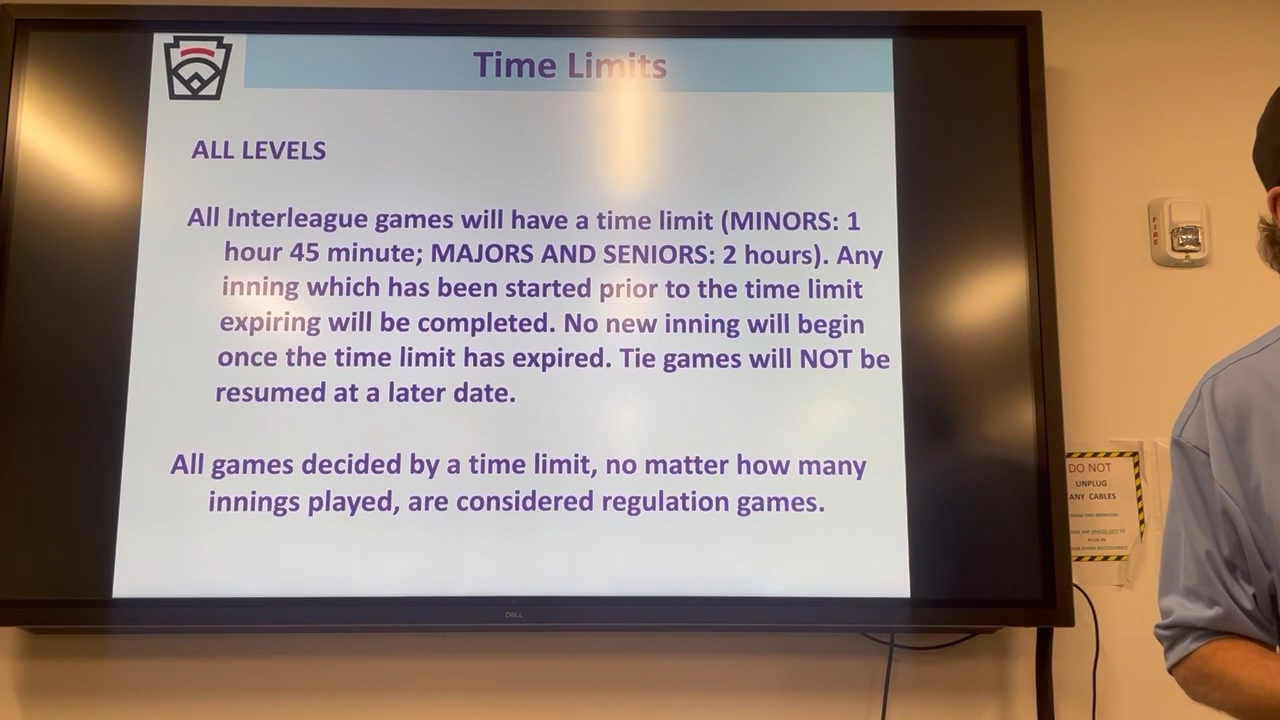 Time Limits
ALL LEVELS
All Interleague games will have a time limit (MINORS: 1
hour 45 minute; MAJORS AND SENIORS: 2 hours). Any
inning which has been started prior to the time limit
expiring will be completed. No new inning will begin
once the time limit has expired. Tie games will NOT be
resumed at a later date.
All games decided by a time limit, no matter how many
innings played, are considered regulation games.
DELL
FIRE
DO NOT
UNPLUG
ANY CABLES
PLUG IN